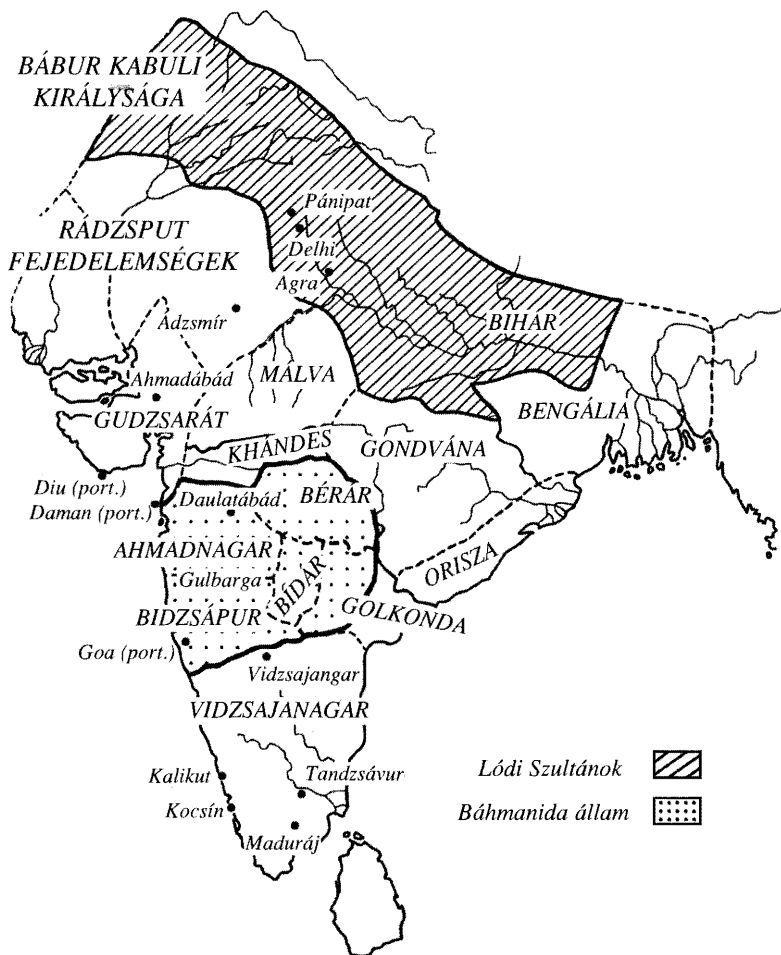 BÁBUR KABULI
KIRÁLYSÁGA
Pánipat
RÁDZSPUT
FEJEDELEMSÉGEK
Delhi
Agra
Adzsmír
BIHAR
MÁLVA
Ahmadábád
GUDZSARÁT
BENGÁLIA
KHÁNDES
GONDVÁNA
Diu (port.)
Daman (port.)
Daulatábád
BÉRÁR
AHMADNAGAR
Gulbarga
BÍDÁR
ORISZA
BIDZSÁPUR
GOLKONDA
Goa (port.)
Vidzsajangar
VIDZSAJANAGAR
Kalikut
Tandzsávur
Kocsín
Maduráj
Lódi Szultánok
Báhmanida állam